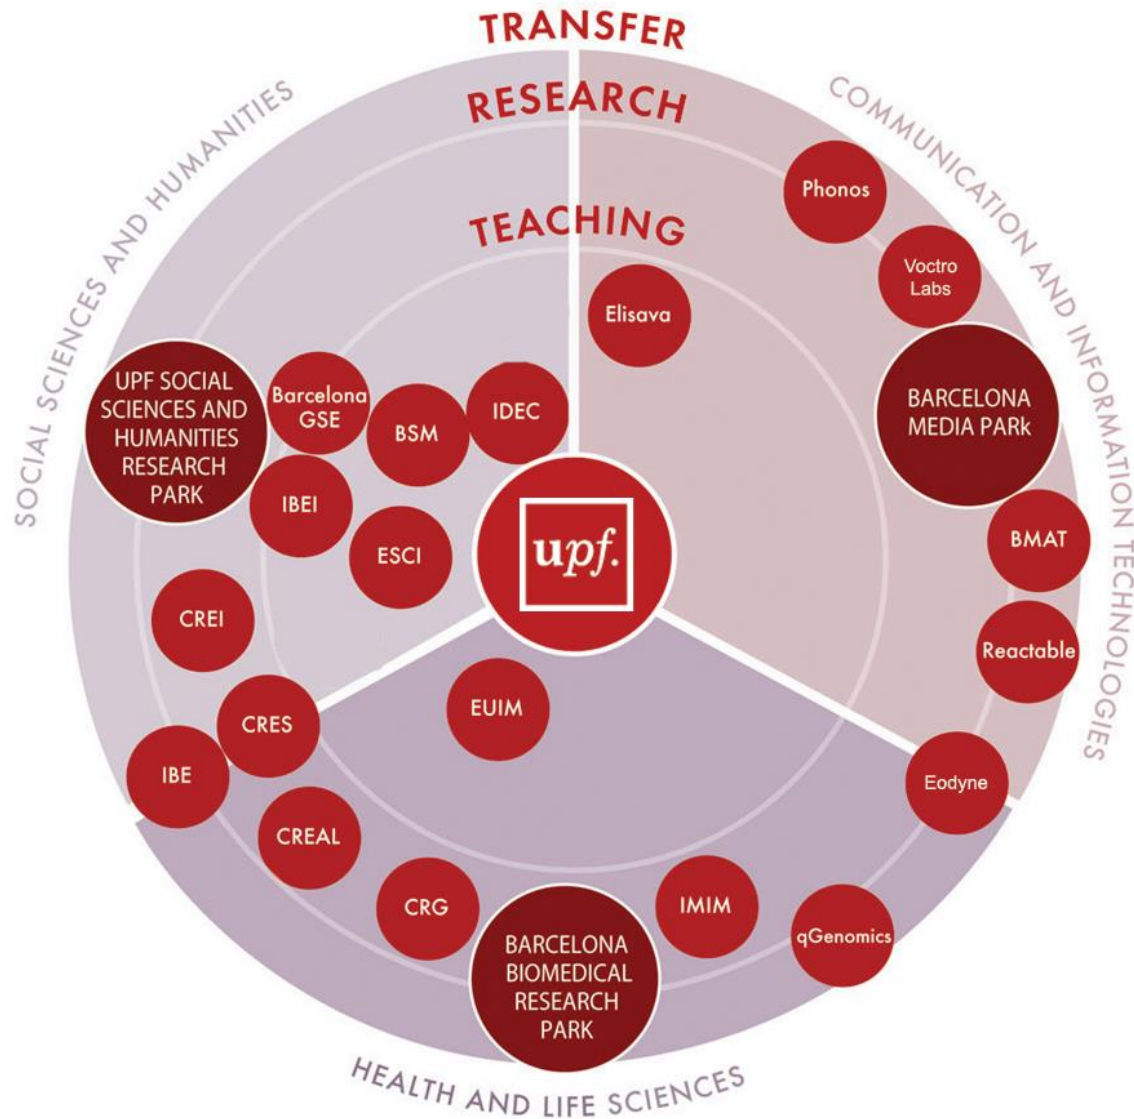 TRANSFER
RESEARCH
TEACHING
SOCIAL SCIENCES AND HUMANITIES
COMMUNICATION AND INFORMATION TECHNOLOGIES
HEALTH AND LIFE SCIENCES
Phonos
Voctro
Labs
Elisava
BARCELONA
MEDIA PARk
BMAT
Reactable
Eodyne
UPF SOCIAL
SCIENCES AND
HUMANITIES
RESEARCH
PARK
Barcelona
GSE
BSM
IDEC
IBEI
ESCI
upf.
CREI
CRES
IBE
EUIM
CREAL
CRG
BARCELONA
BIOMEDICAL
RESEARCH
PARK
IMIM
qGenomics